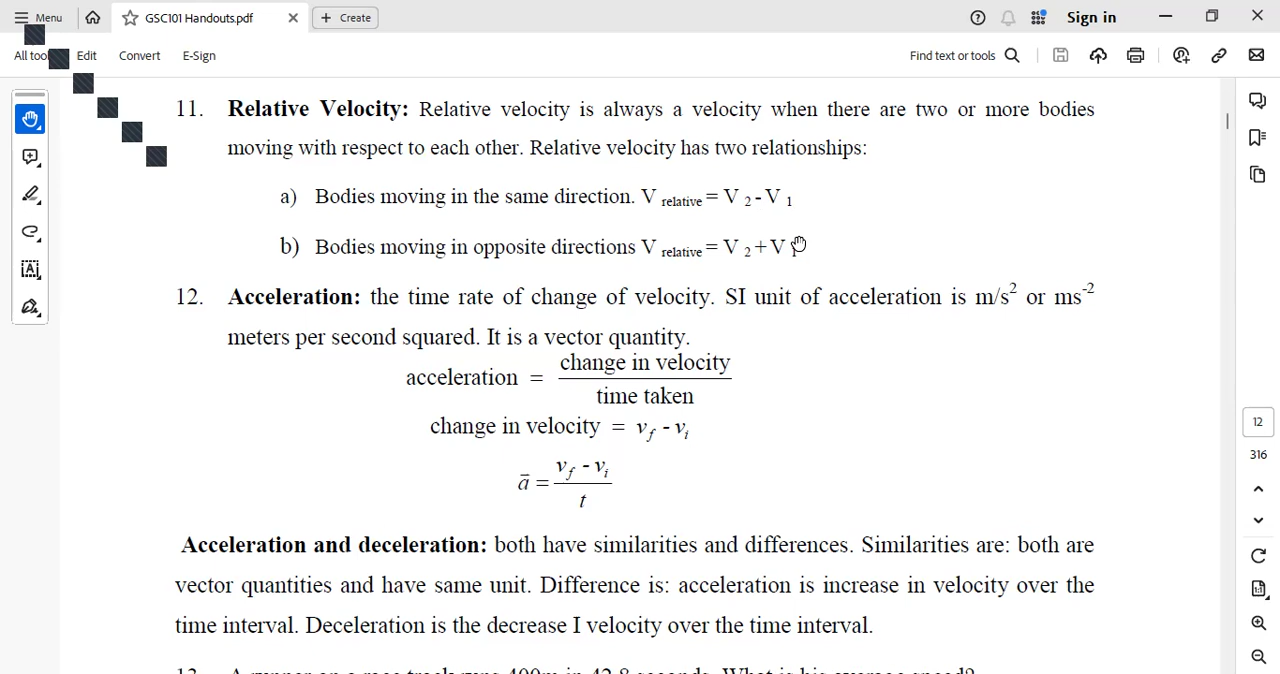 Menu
GSC101 Handouts.pdf
Create
Sign in
Edit
Convert
E-Sign
Find text or tools
11. Relative Velocity: Relative velocity is always a velocity when there are two or more bodies
moving with respect to each other. Relative velocity has two relationships:
a) Bodies moving in the same direction. V relative = V 2 - V 1
b) Bodies moving in opposite directions V relative = V 2 + V
12. Acceleration: the time rate of change of velocity. SI unit of acceleration is m/s² or ms⁻²
meters per second squared. It is a vector quantity.
acceleration = change in velocity / time taken
change in velocity = v_f - v_i
a̅ = v_f - v_i / t
Acceleration and deceleration: both have similarities and differences. Similarities are: both are
vector quantities and have same unit. Difference is: acceleration is increase in velocity over the
time interval. Deceleration is the decrease I velocity over the time interval.
12
316